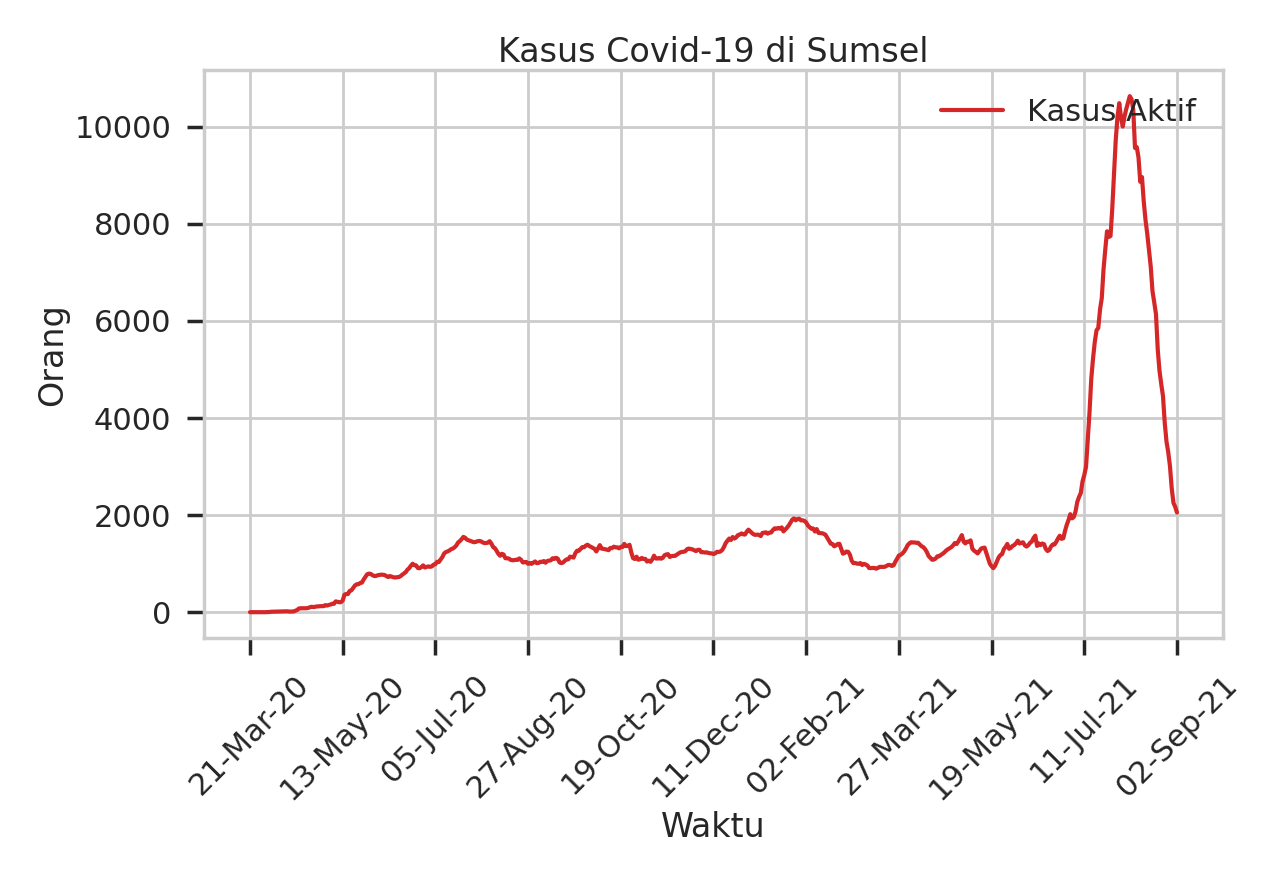 Kasus Covid-19 di Sumsel
Kasus Aktif
10000
8000
6000
4000
2000
0
Orang
21-Mar-20
13-May-20
05-Jul-20
27-Aug-20
19-Oct-20
11-Dec-20
02-Feb-21
27-Mar-21
19-May-21
11-Jul-21
02-Sep-21
Waktu